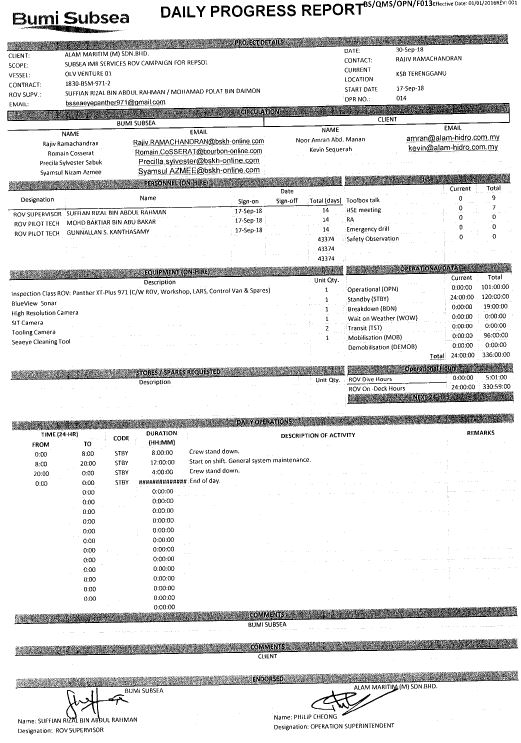 Bumi Subsea
DAILY PROGRESS REPORT
BS/QMS/OPN/F013 Effective Date: 01/01/2016 REV: 001
PROJECT DETAILS
CLIENT: ALAM MARITIM (M) SDN.BHD. DATE: 30-Sep-18
SCOPE: SUBSEA IMR SERVICES ROV CAMPAIGN FOR REPSOL CONTACT: RAJIV RAMACHANDRAN
VESSEL: OLV VENTURE 01 CURRENT LOCATION KSB TERENGGANU
CONTRACT: 1830-BSM-971-2
ROV SUPV.: SUFFIAN RIZAL BIN ABDUL RAHMAN / MOHAMAD POLAT BIN DAIMON START DATE 17-Sep-18
EMAIL: bsseaeyepanther971@gmail.com DPR NO.: 014
CIRCULATION
BUMI SUBSEA CLIENT
NAME EMAIL NAME EMAIL
Rajiv Ramachandrax Rajiv.RAMACHANDRAN@bskh-online.com Noor Amran Abd. Manan amran@alam-hidro.com.my
Romain Cosserat Romain.CoSSERAT@bourbon-online.com Kevin Sequerah kevin@alam-hidro.com.my
Precila Sylvester Sabuk Precilla.sylvester@bskh-online.com
Syamsul Nizam Azmee Syamsul AZMEE@bskh-online.com
PERSONNEL (ON-HIRE)
Designation Name Date Sign-on Sign-off Total (days)
ROV SUPERVISOR SUFFIAN RIZAL BIN ABDUL RAHMAN 17-Sep-18 14
ROV PILOT TECH MOHD BAKTIAR BIN ABU BAKAR 17-Sep-18 14
ROV PILOT TECH GUNNALLAN S. KANTHASAMY 17-Sep-18 14
43374
43374
43374
Current Total
Toolbox talk 0 9
HSE meeting 0 7
RA 0 0
Emergency drill 0 0
Safety Observation 0 0
EQUIPMENT (ON-HIRE)
Description Unit Qty.
Inspection Class ROV: Panther XT-Plus 971 (C/W ROV, Workshop, LARS, Control Van & Spares) 1
BlueView Sonar 1
High Resolution Camera 1
SIT Camera 1
Tooling Camera 2
Seaeye Cleaning Tool 1
OPERATIONAL DATA
Current Total
Operational (OPN) 0:00:00 101:00:00
Standby (STBY) 24:00:00 120:00:00
Breakdown (BDN) 0:00:00 19:00:00
Wait on Weather (WOW) 0:00:00 0:00:00
Transit (TST) 0:00:00 0:00:00
Mobilisation (MOB) 0:00:00 96:00:00
Demobilisation (DEMOB) 0:00:00 0:00:00
Total 24:00:00 336:00:00
STORES / SPARES REQUESTED
Description Unit Qty.
Operational Hours
ROV Dive Hours 0:00:00 5:01:00
ROV On -Deck Hours 24:00:00 330:59:00
DAILY OPERATIONS
TIME (24-HR) CODE DURATION DESCRIPTION OF ACTIVITY REMARKS
FROM TO (HH:MM)
0:00 8:00 STBY 8:00:00 Crew stand down.
8:00 20:00 STBY 12:00:00 Start on shift. General system maintenance.
20:00 0:00 STBY 4:00:00 Crew stand down.
0:00 0:00 STBY ############## End of day.
0:00 0:00:00
0:00 0:00:00
0:00 0:00:00
0:00 0:00:00
0:00 0:00:00
0:00 0:00:00
0:00 0:00:00
0:00 0:00:00
0:00 0:00:00
0:00:00
COMMENTS
BUMI SUBSEA
COMMENTS
CLIENT
ENDORSED
BUMI SUBSEA ALAM MARITIM (M) SDN.BHD.
Name: SUFFIAN RIZAL BIN ABDUL RAHMAN Name: PHILIP CHEONG
Designation: ROV SUPERVISOR Designation: OPERATION SUPERINTENDENT